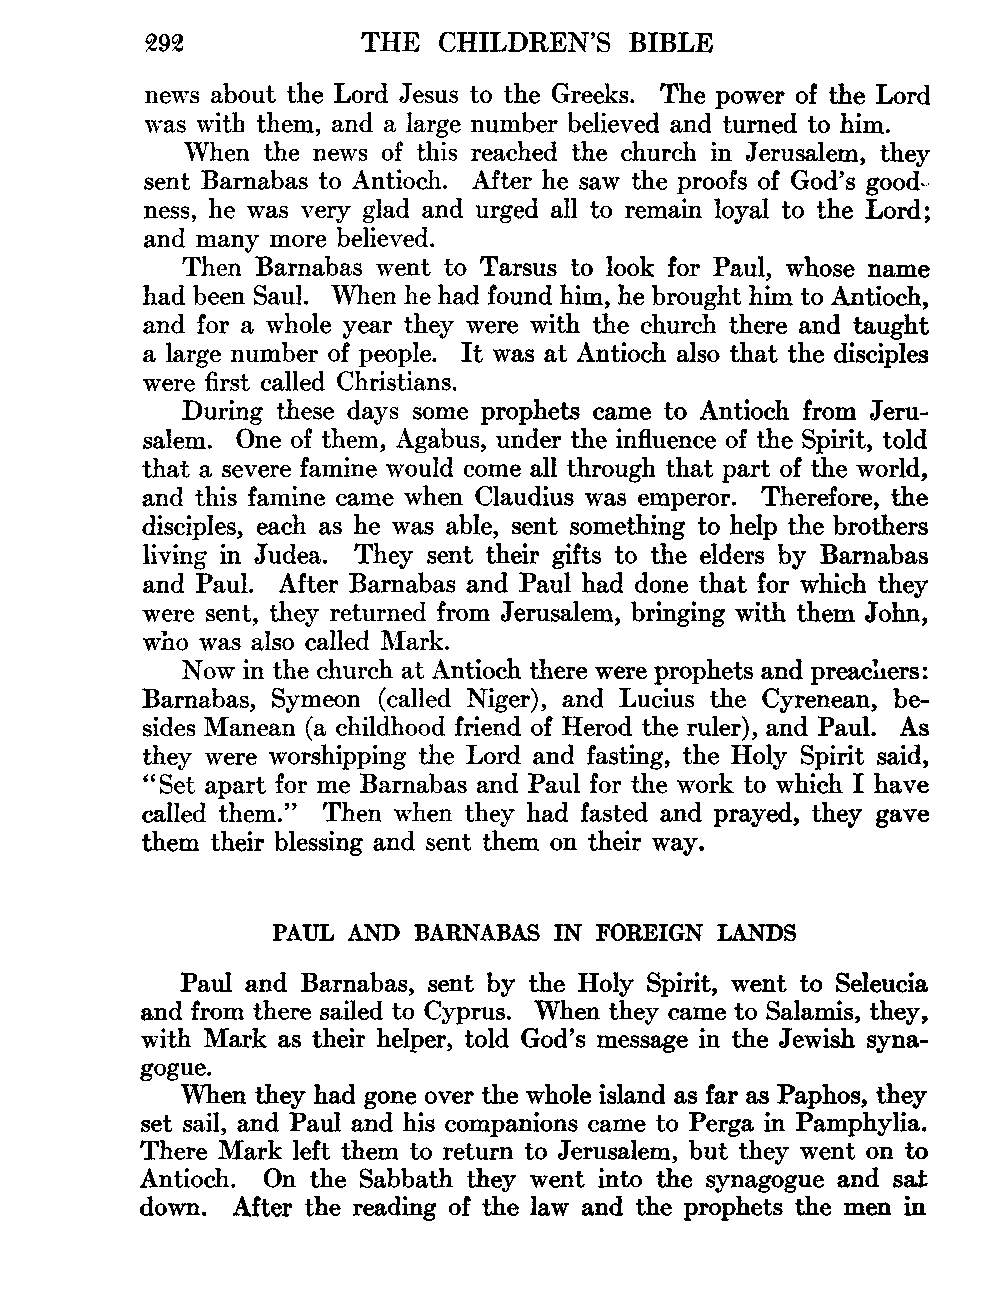 292 THE CHILDREN'S BIBLE
news about the Lord Jesus to the Greeks. The power of the Lord
was with them, and a large number believed and turned to him.
When the news of this reached the church in Jerusalem, they
sent Barnabas to Antioch. After he saw the proofs of God's good-
ness, he was very glad and urged all to remain loyal to the Lord;
and many more believed.
Then Barnabas went to Tarsus to look for Paul, whose name
had been Saul. When he had found him, he brought him to Antioch,
and for a whole year they were with the church there and taught
a large number of people. It was at Antioch also that the disciples
were first called Christians.
During these days some prophets came to Antioch from Jeru-
salem. One of them, Agabus, under the influence of the Spirit, told
that a severe famine would come all through that part of the world,
and this famine came when Claudius was emperor. Therefore, the
disciples, each as he was able, sent something to help the brothers
living in Judea. They sent their gifts to the elders by Barnabas
and Paul. After Barnabas and Paul had done that for which they
were sent, they returned from Jerusalem, bringing with them John,
who was also called Mark.
Now in the church at Antioch there were prophets and preachers:
Barnabas, Symeon (called Niger), and Lucius the Cyrenean, be-
sides Manean (a childhood friend of Herod the ruler), and Paul. As
they were worshipping the Lord and fasting, the Holy Spirit said,
"Set apart for me Barnabas and Paul for the work to which I have
called them." Then when they had fasted and prayed, they gave
them their blessing and sent them on their way.
PAUL AND BARNABAS IN FOREIGN LANDS
Paul and Barnabas, sent by the Holy Spirit, went to Seleucia
and from there sailed to Cyprus. When they came to Salamis, they,
with Mark as their helper, told God's message in the Jewish syna-
gogue.
When they had gone over the whole island as far as Paphos, they
set sail, and Paul and his companions came to Perga in Pamphylia.
There Mark left them to return to Jerusalem, but they went on to
Antioch. On the Sabbath they went into the synagogue and sat
down. After the reading of the law and the prophets the men in